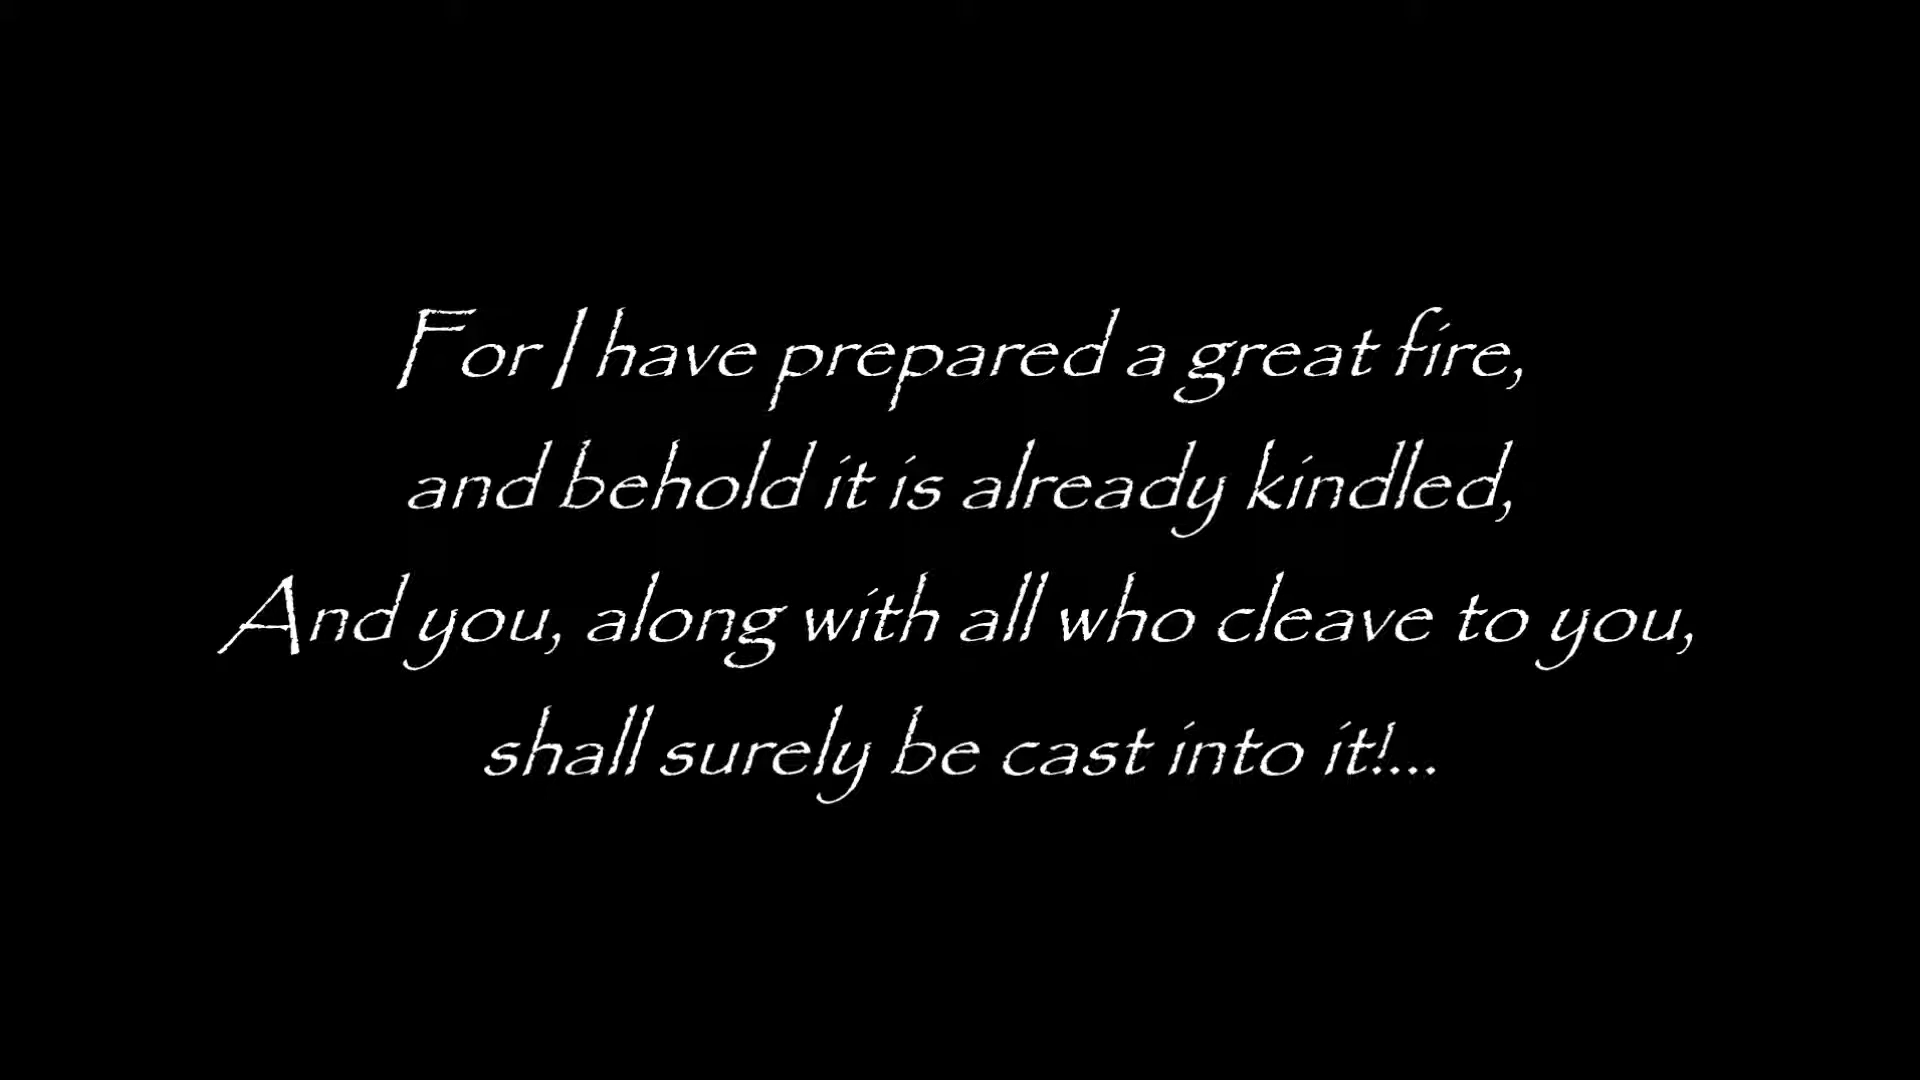 For I have prepared a great fire,
and behold it is already kindled,
And you, along with all who cleave to you,
shall surely be cast into it!...